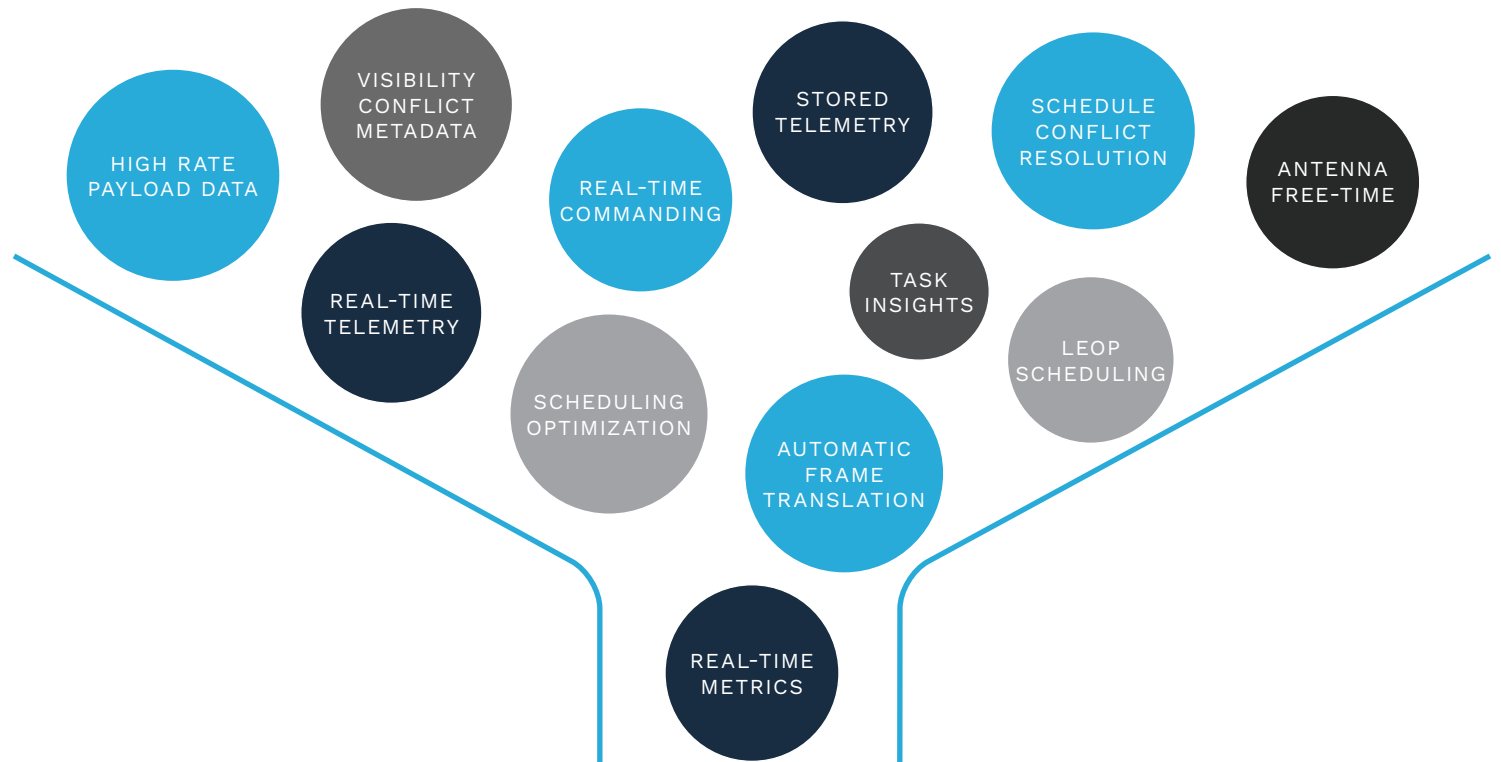 VISIBILITY
CONFLICT
METADATA
STORED
TELEMETRY
SCHEDULE
CONFLICT
RESOLUTION
HIGH RATE
PAYLOAD DATA
REAL-TIME
COMMANDING
ANTENNA
FREE-TIME
REAL-TIME
TELEMETRY
TASK
INSIGHTS
LEOP
SCHEDULING
SCHEDULING
OPTIMIZATION
AUTOMATIC
FRAME
TRANSLATION
REAL-TIME
METRICS